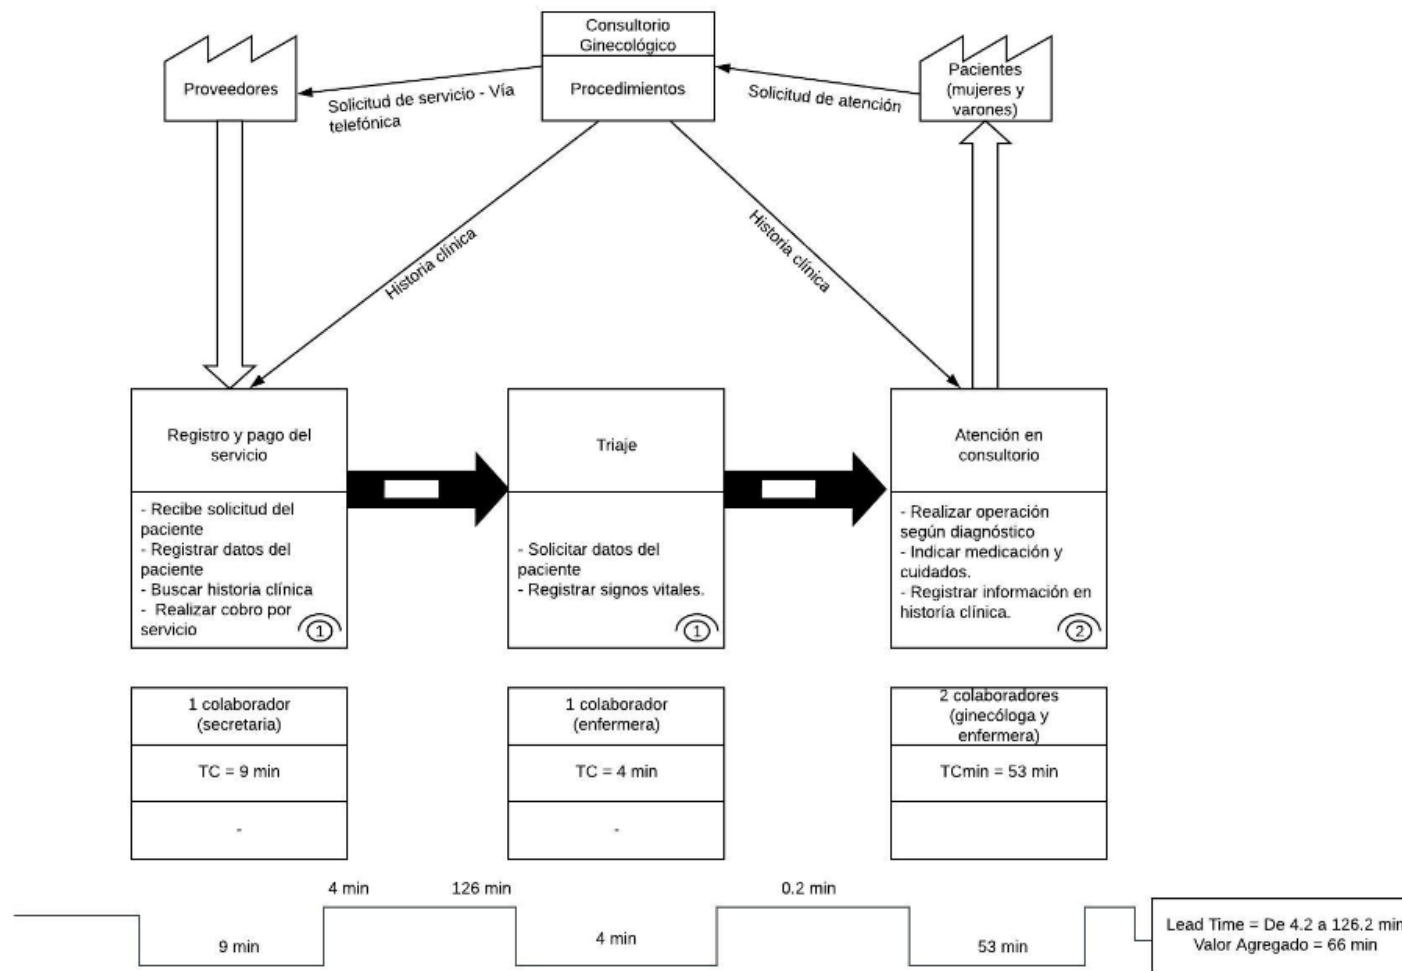 Consultorio
Ginecológico
Procedimientos
Proveedores
Pacientes
(mujeres y
varones)
Solicitud de servicio - Vía
telefónica
Solicitud de atención
Historia clínica
Historia clínica
Registro y pago del
servicio
- Recibe solicitud del
paciente
- Registrar datos del
paciente
- Buscar historia clínica
- Realizar cobro por
servicio
1
Triaje
- Solicitar datos del
paciente
- Registrar signos vitales.
1
Atención en
consultorio
- Realizar operación
según diagnóstico
- Indicar medicación y
cuidados.
- Registrar información en
historía clínica.
2
1 colaborador
(secretaria)
TC = 9 min
-
1 colaborador
(enfermera)
TC = 4 min
-
2 colaboradores
(ginecóloga y
enfermera)
TCmin = 53 min
4 min
126 min
0.2 min
9 min
4 min
53 min
Lead Time = De 4.2 a 126.2 min
Valor Agregado = 66 min